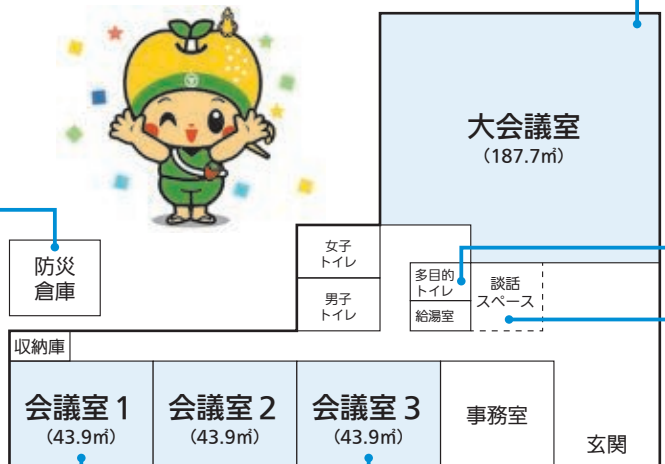 大会議室
（187.7㎡）
女子
トイレ
防災
倉庫
多目的
トイレ
談話
スペース
男子
トイレ
給湯室
収納庫
会議室1
（43.9㎡）
会議室2
（43.9㎡）
会議室3
（43.9㎡）
事務室
玄関